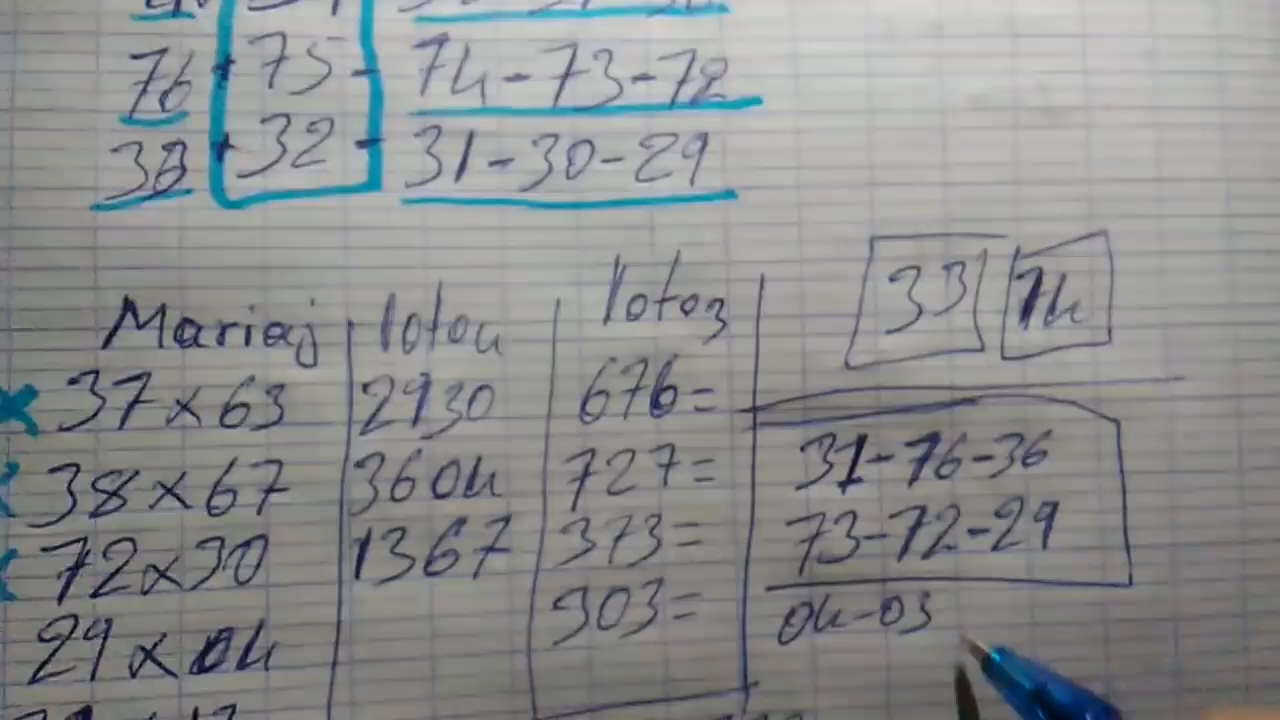 76 + 75 - 74-73-72
38 + 32 - 31-30-29
33 74
Mariaj loto4 loto3
37x63 2930 676=
38x67 3604 727=
72x30 1367 373=
29x04 903=
31-76-36
73-72-29
04-03